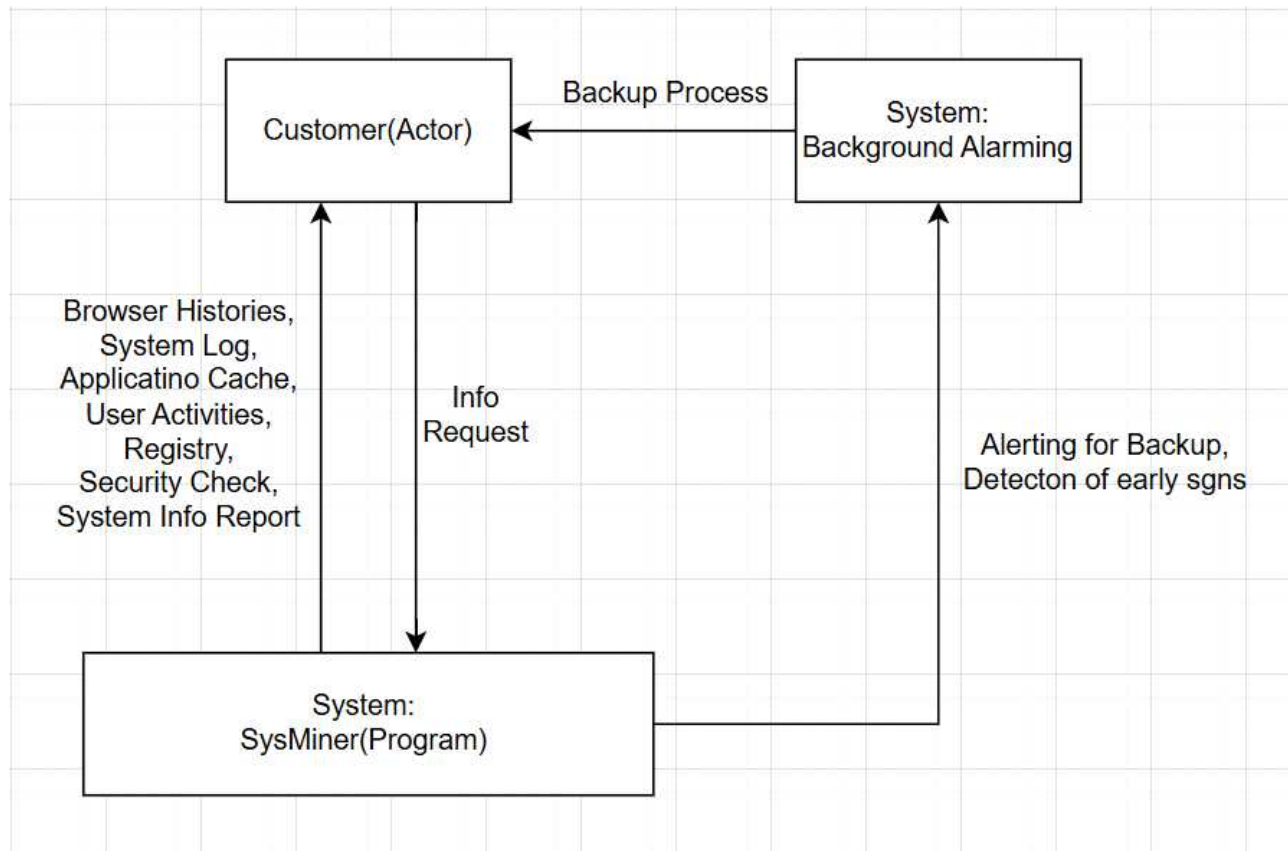 Backup Process
Customer(Actor)
System:
Background Alarming
Browser Histories,
System Log,
Applicatino Cache,
User Activities,
Registry,
Security Check,
System Info Report
Info
Request
Alerting for Backup,
Detecton of early sgns
System:
SysMiner(Program)